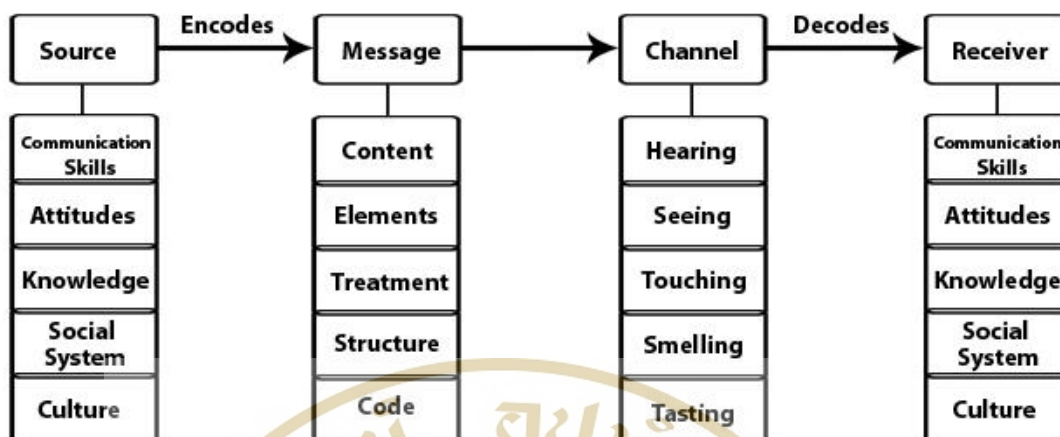 Encodes
Decodes
Source
Message
Channel
Receiver
Communication
Skills
Content
Hearing
Communication
Skills
Attitudes
Elements
Seeing
Attitudes
Knowledge
Treatment
Touching
Knowledge
Social
System
Structure
Smelling
Social
System
Culture
Code
Tasting
Culture